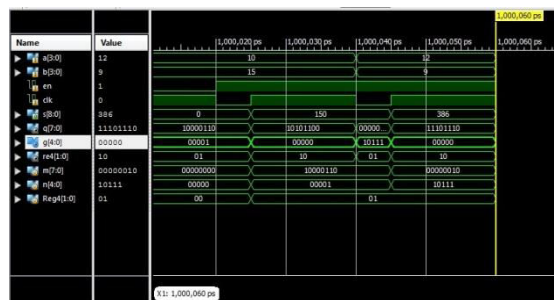 1,000,060 ps
Name Value 1,000,020 ps 1,000,030 ps 1,000,040 ps 1,000,050 ps 1,000,060 ps
a[3:0] 12 10 12
b[3:0] 9 15 9
en 1
clk 0
s[8:0] 386 0 150 386
q[7:0] 11101110 10000110 10101100 00000... 11101110
g[4:0] 00000 00001 00000 10111 00000
re4[1:0] 10 01 10 01 10
m[7:0] 00000010 00000000 10000110 00000010
n[4:0] 10111 00000 00001 10111
Reg4[1:0] 01 00 01
X1: 1,000,060 ps